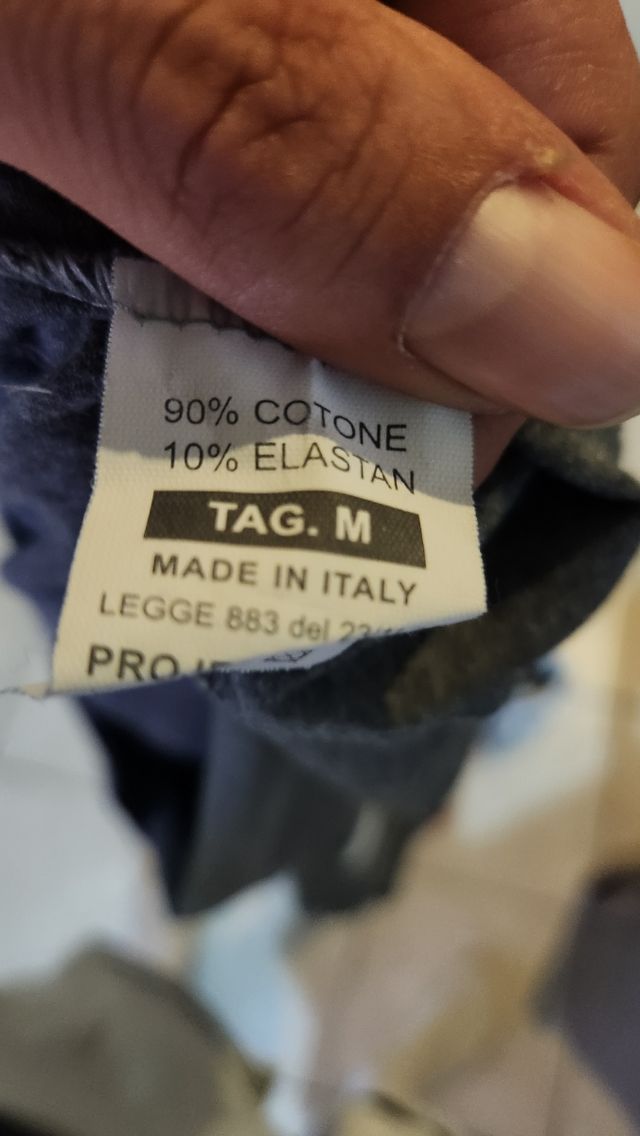 90% COTONE
10% ELASTAN
TAG. M
MADE IN ITALY
LEGGE 883 del